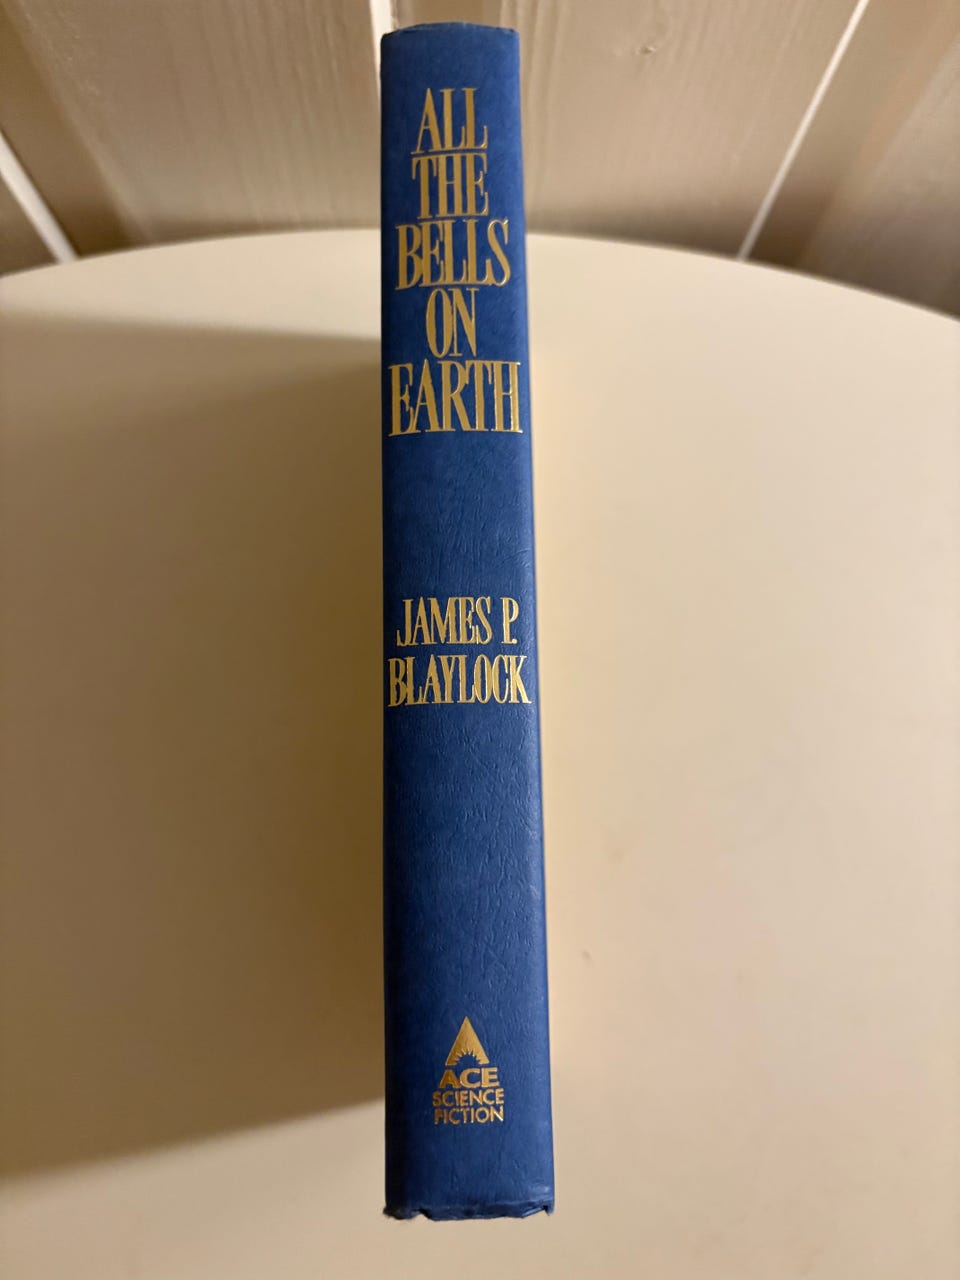 ALL
THE
BELLS
ON
EARTH
JAMES P.
BLAYLOCK
ACE
SCIENCE
FICTION